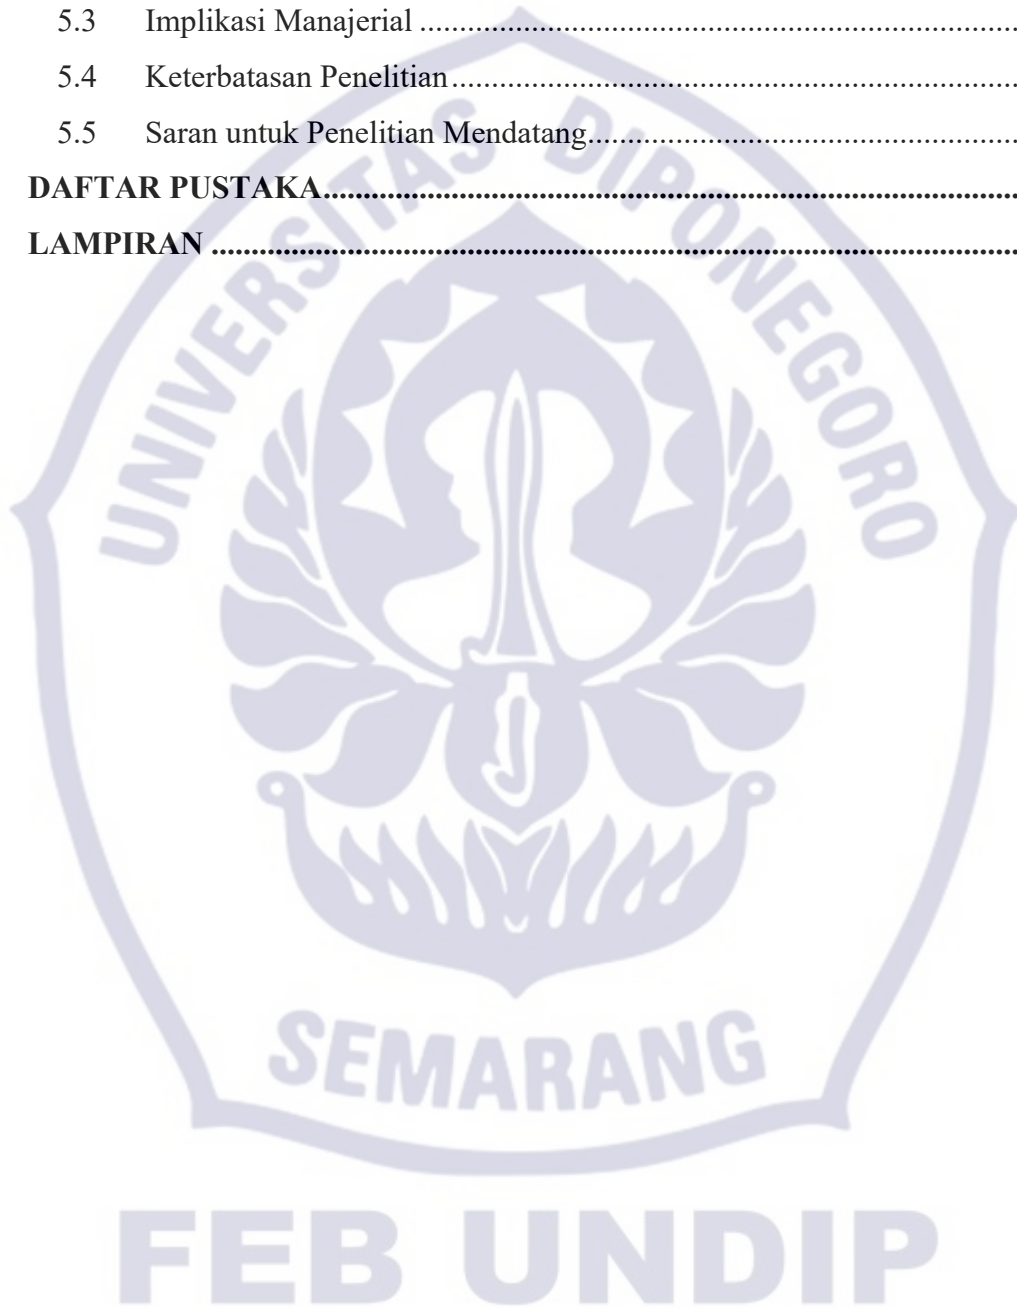 5.3 Implikasi Manajerial ................................................................................
5.4 Keterbatasan Penelitian ............................................................................
5.5 Saran untuk Penelitian Mendatang..........................................................
DAFTAR PUSTAKA..........................................................................................
LAMPIRAN ........................................................................................................
UNIVERSITAS DIPONEGORO
SEMARANG
FEB UNDIP